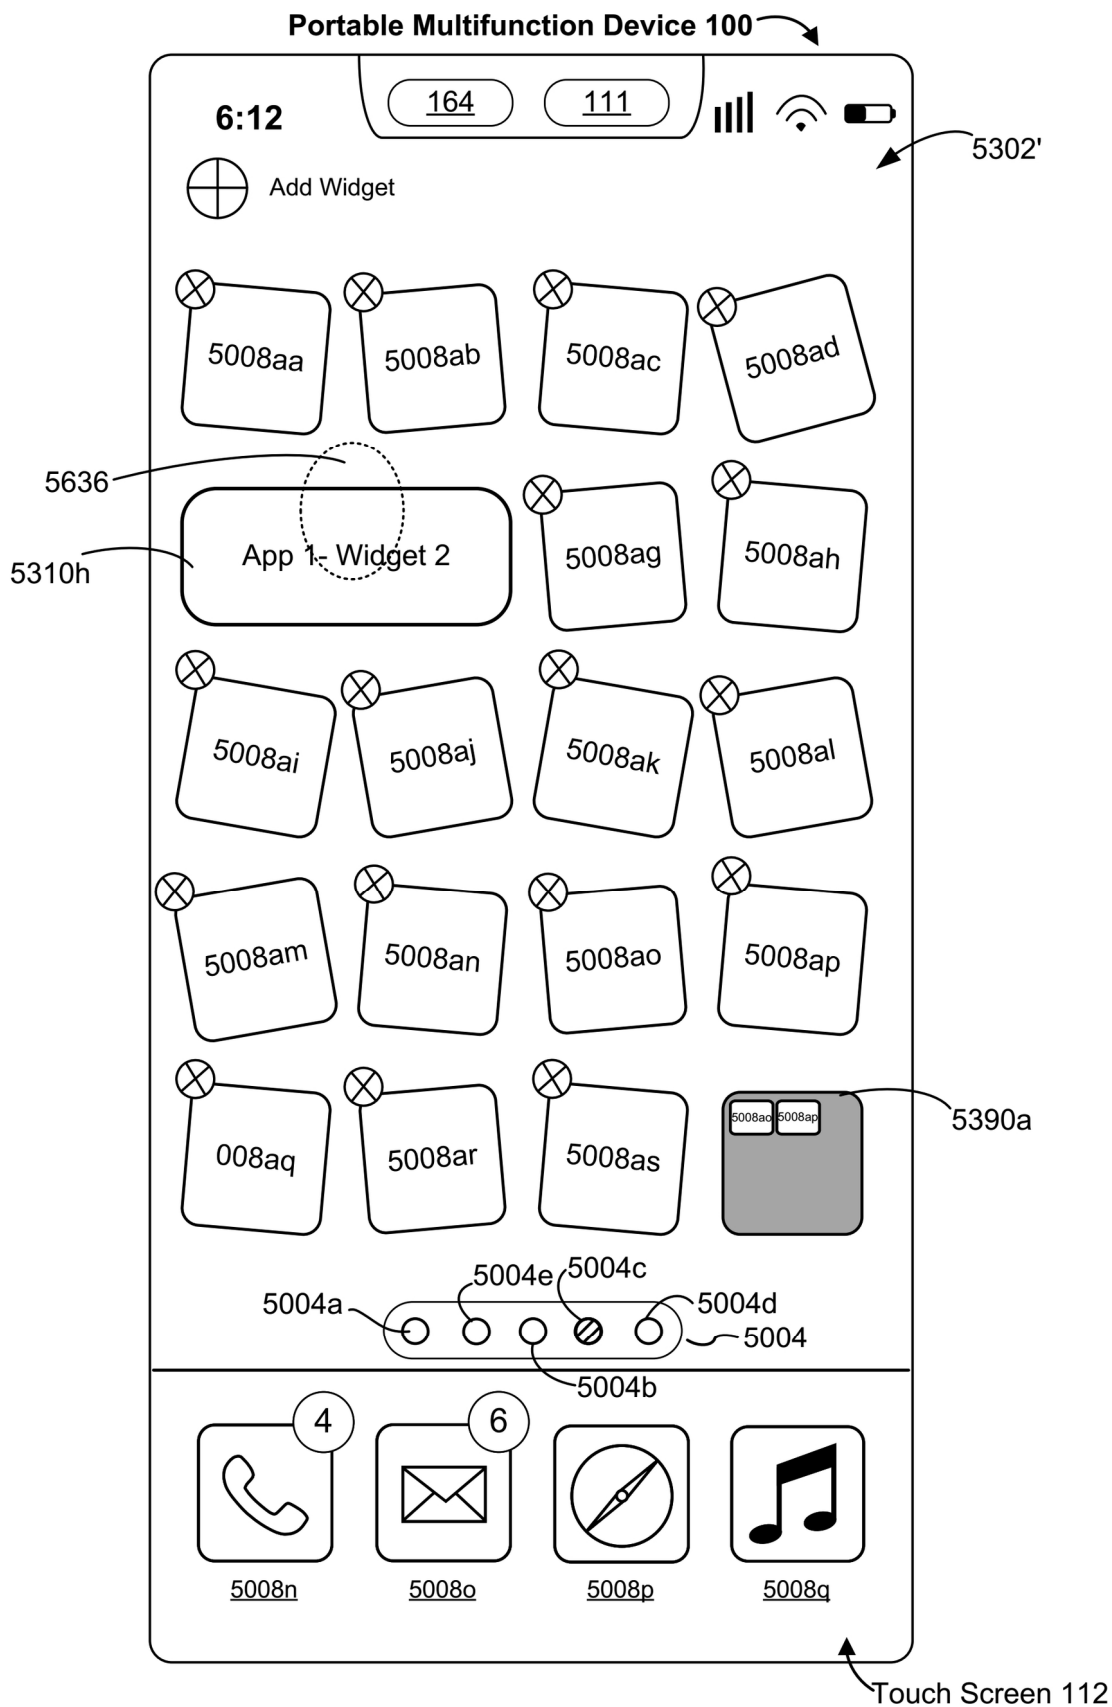 Portable Multifunction Device 100
6:12
164
111
5302'
Add Widget
5008aa
5008ab
5008ac
5008ad
5636
5310h
App 1- Widget 2
5008ag
5008ah
5008ai
5008aj
5008ak
5008al
5008am
5008an
5008ao
5008ap
008aq
5008ar
5008as
5008ao
5008ap
5390a
5004a
5004e
5004c
5004d
5004
5004b
4
6
5008n
5008o
5008p
5008q
Touch Screen 112